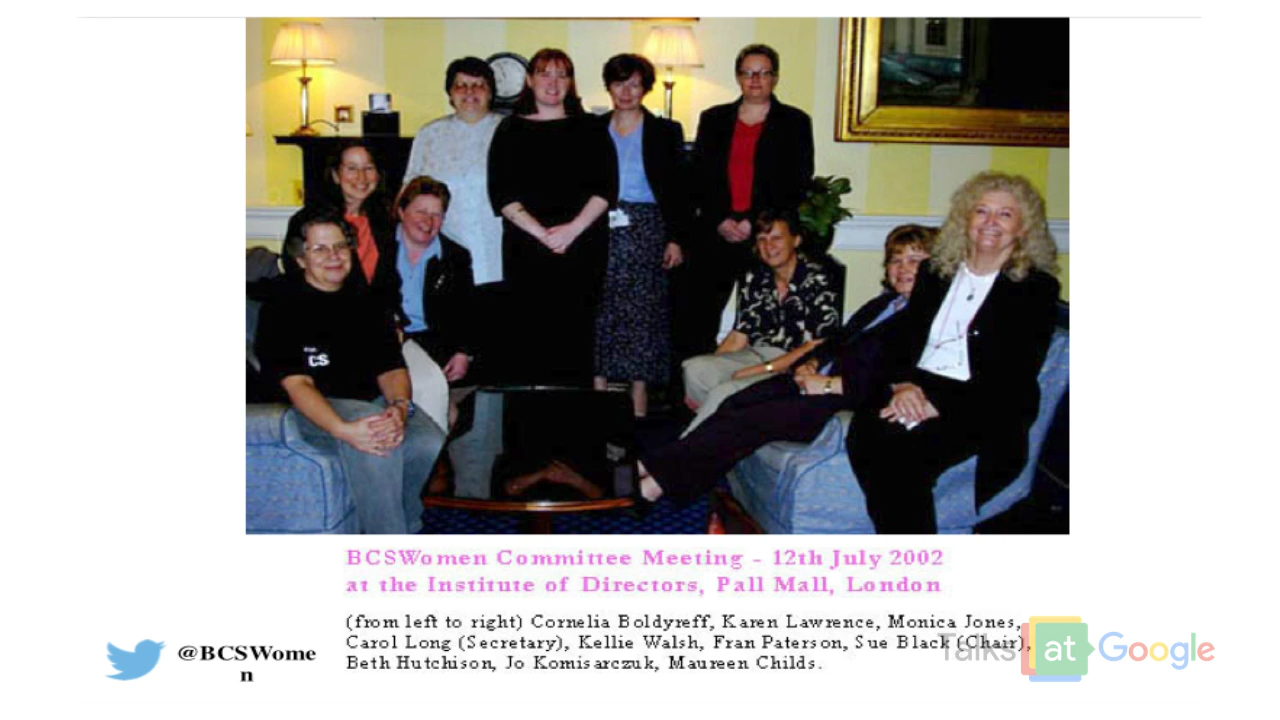 CS
BCSWomen Committee Meeting - 12th July 2002
at the Institute of Directors, Pall Mall, London
(from left to right) Cornelia Boldyreff, Karen Lawrence, Monica Jones,
Carol Long (Secretary), Kellie Walsh, Fran Paterson, Sue Black (Chair),
Beth Hutchison, Jo Komisarczuk, Maureen Childs.
@BCSWome
n
Talks at Google